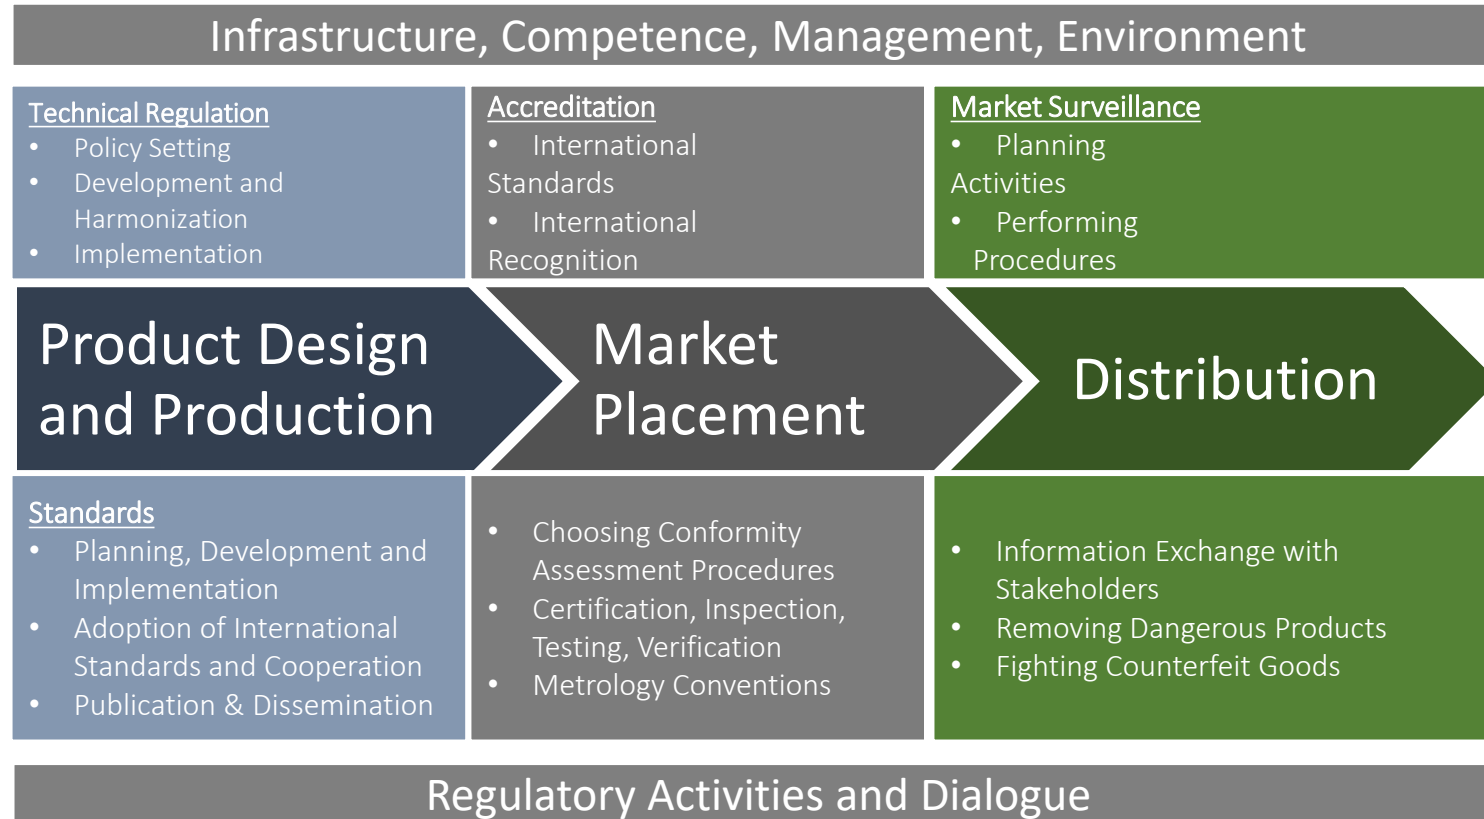 Infrastructure, Competence, Management, Environment
Technical Regulation
• Policy Setting
• Development and
Harmonization
• Implementation
Accreditation
• International
Standards
• International
Recognition
Market Surveillance
• Planning
Activities
• Performing
Procedures
Product Design
and Production
Market
Placement
Distribution
Standards
• Planning, Development and
Implementation
• Adoption of International
Standards and Cooperation
• Publication & Dissemination
• Choosing Conformity
Assessment Procedures
• Certification, Inspection,
Testing, Verification
• Metrology Conventions
• Information Exchange with
Stakeholders
• Removing Dangerous Products
• Fighting Counterfeit Goods
Regulatory Activities and Dialogue